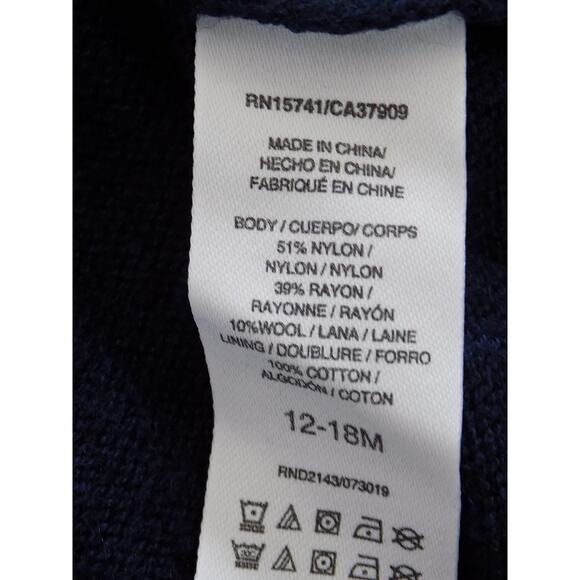 RN15741/CA37909
MADE IN CHINA/
HECHO EN CHINA/
FABRIQUÉ EN CHINE
BODY / CUERPO/ CORPS
51% NYLON /
NYLON / NYLON
39% RAYON /
RAYONNE / RAYÓN
10%WOOL / LANA / LAINE
LINING / DOUBLURE / FORRO
100% COTTON /
ALGODÓN / COTON
12-18M
RND2143/073019